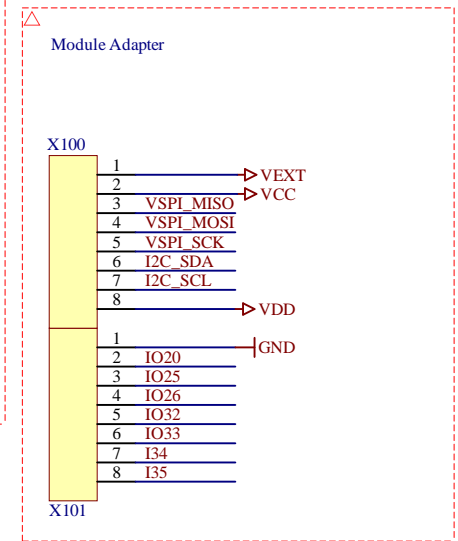 Module Adapter
X100
1 VEXT
2 VCC
3 VSPI_MISO
4 VSPI_MOSI
5 VSPI_SCK
6 I2C_SDA
7 I2C_SCL
8 VDD
1 GND
2 IO20
3 IO25
4 IO26
5 IO32
6 IO33
7 I34
8 I35
X101